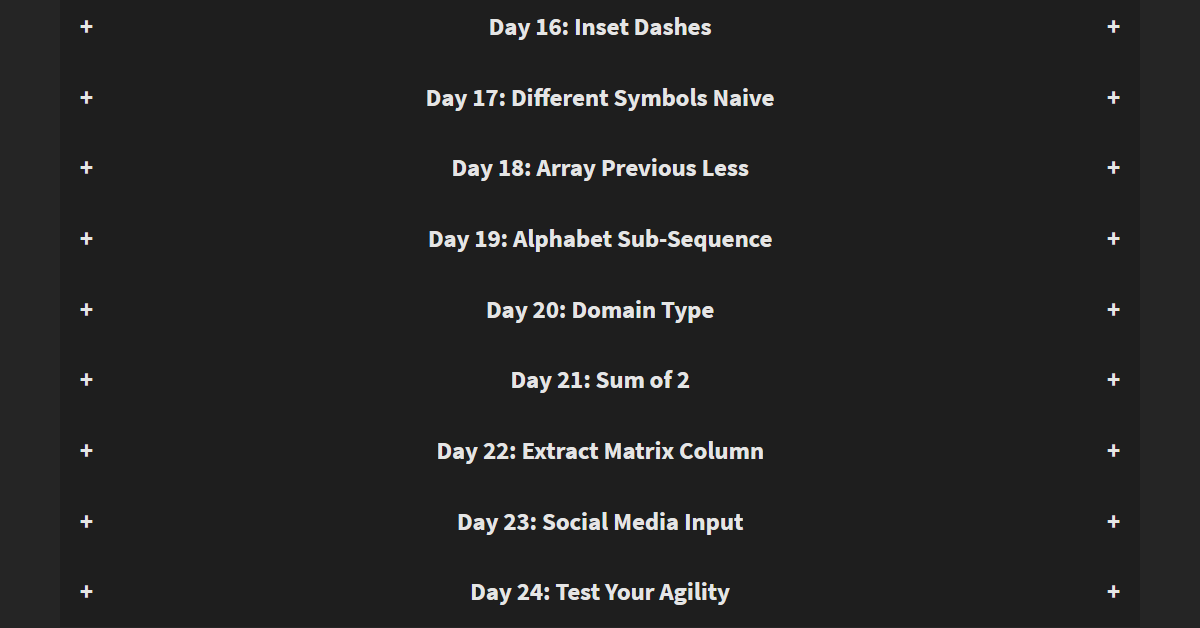 + Day 16: Inset Dashes +
+ Day 17: Different Symbols Naive +
+ Day 18: Array Previous Less +
+ Day 19: Alphabet Sub-Sequence +
+ Day 20: Domain Type +
+ Day 21: Sum of 2 +
+ Day 22: Extract Matrix Column +
+ Day 23: Social Media Input +
+ Day 24: Test Your Agility +